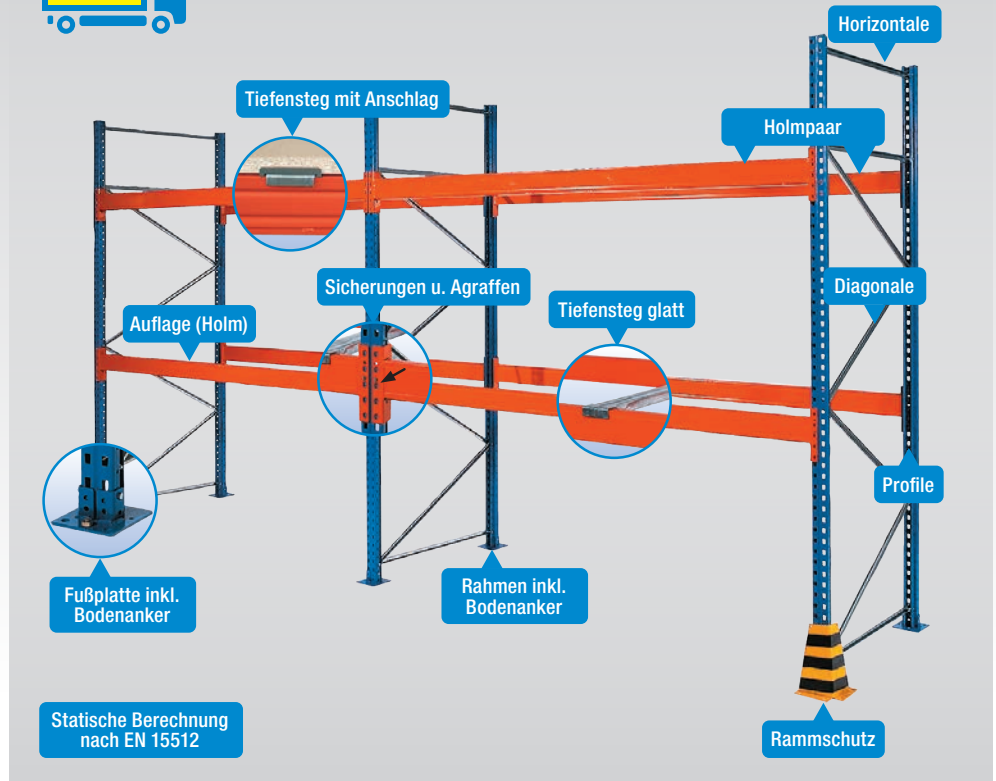 Horizontale
Tiefensteg mit Anschlag
Holmpaar
Sicherungen u. Agraffen
Diagonale
Tiefensteg glatt
Auflage (Holm)
Profile
Fußplatte inkl.
Bodenanker
Rahmen inkl.
Bodenanker
Statische Berechnung
nach EN 15512
Rammschutz